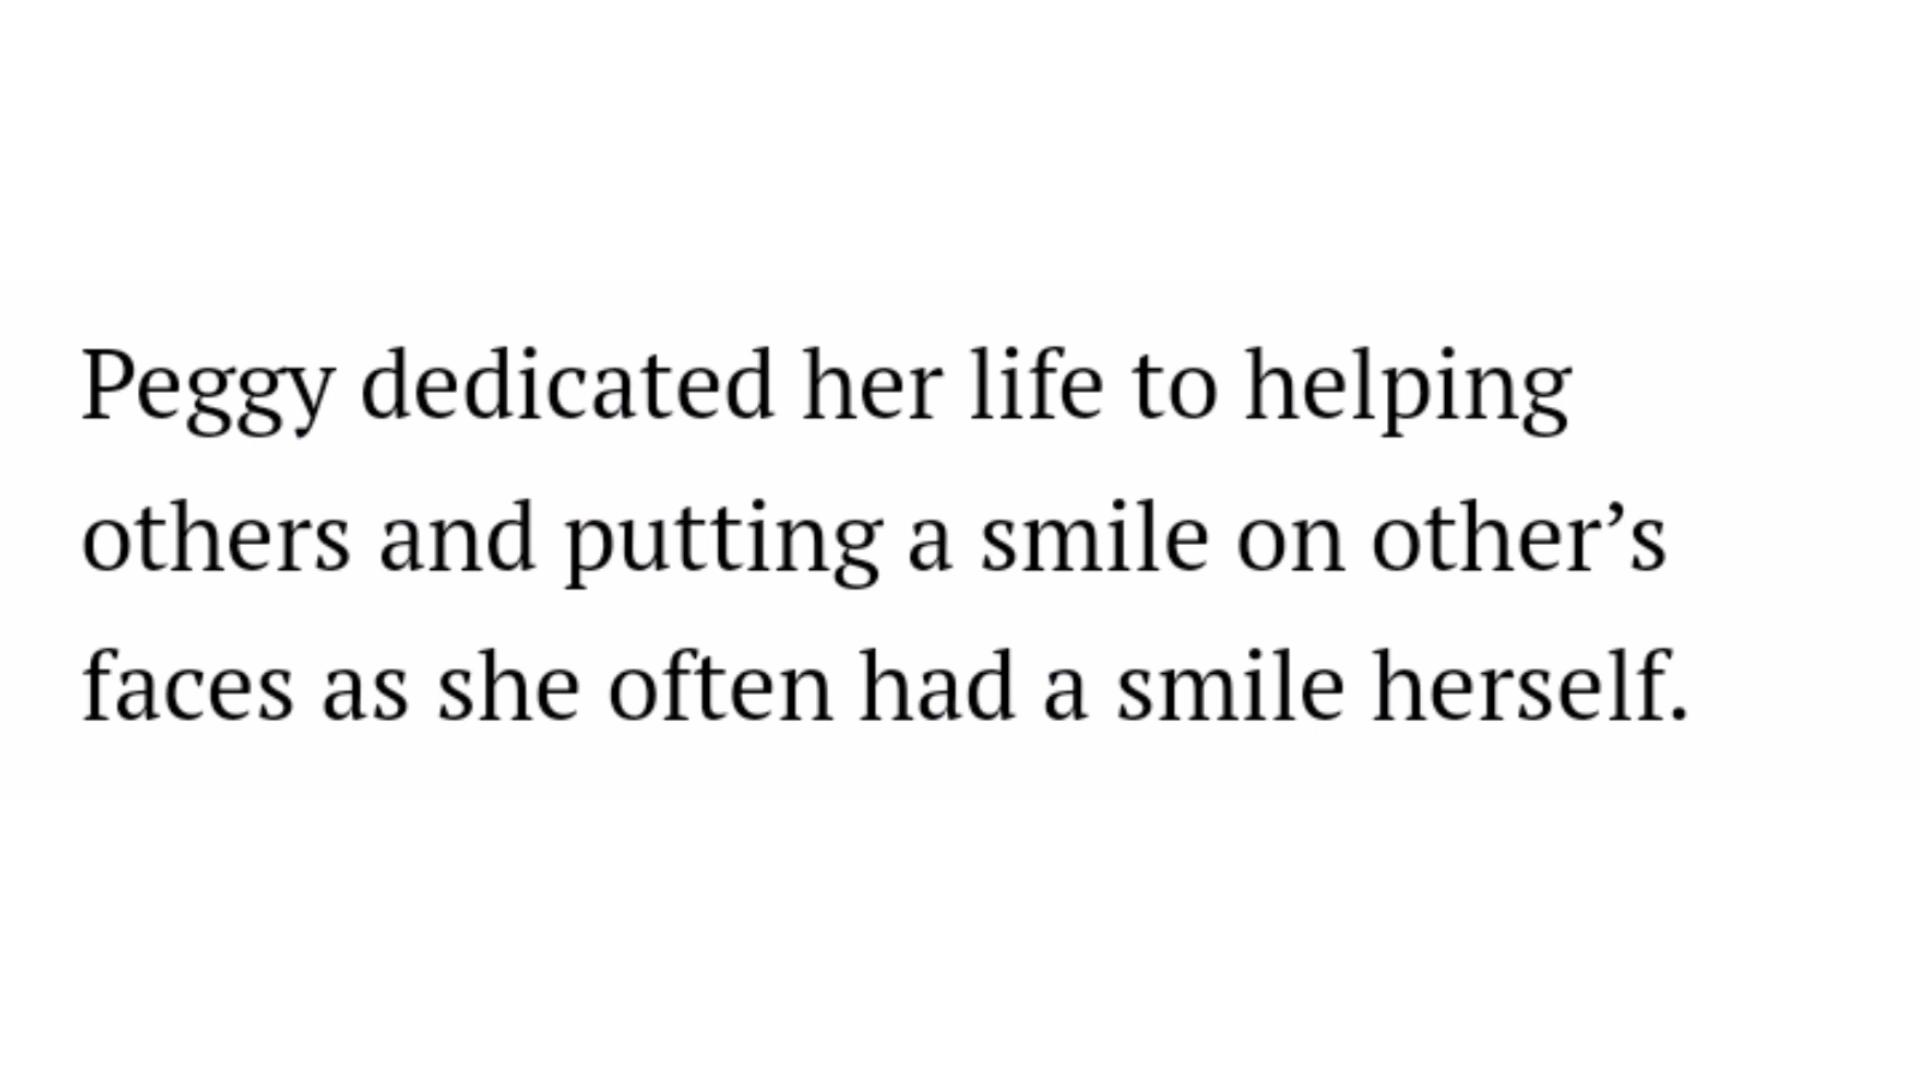 Peggy dedicated her life to helping
others and putting a smile on other’s
faces as she often had a smile herself.